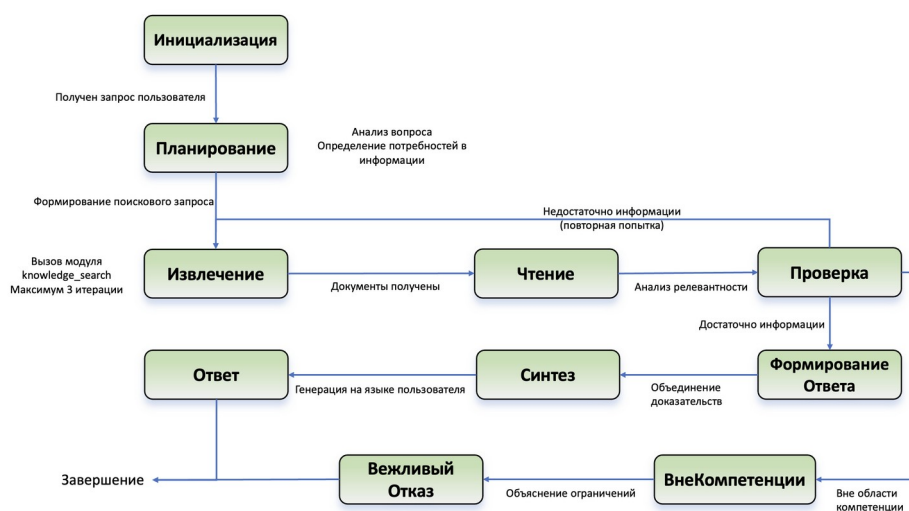 Инициализация
Получен запрос пользователя
Планирование
Анализ вопроса
Определение потребностей в
информации
Формирование поискового запроса
Недостаточно информации
(повторная попытка)
Вызов модуля
knowledge_search
Максимум 3 итерации
Извлечение
Документы получены
Чтение
Анализ релевантности
Проверка
Достаточно информации
Ответ
Генерация на языке пользователя
Синтез
Объединение
доказательств
Формирование
Ответа
Завершение
Вежливый
Отказ
Объяснение ограничений
ВнеКомпетенции
Вне области
компетенции